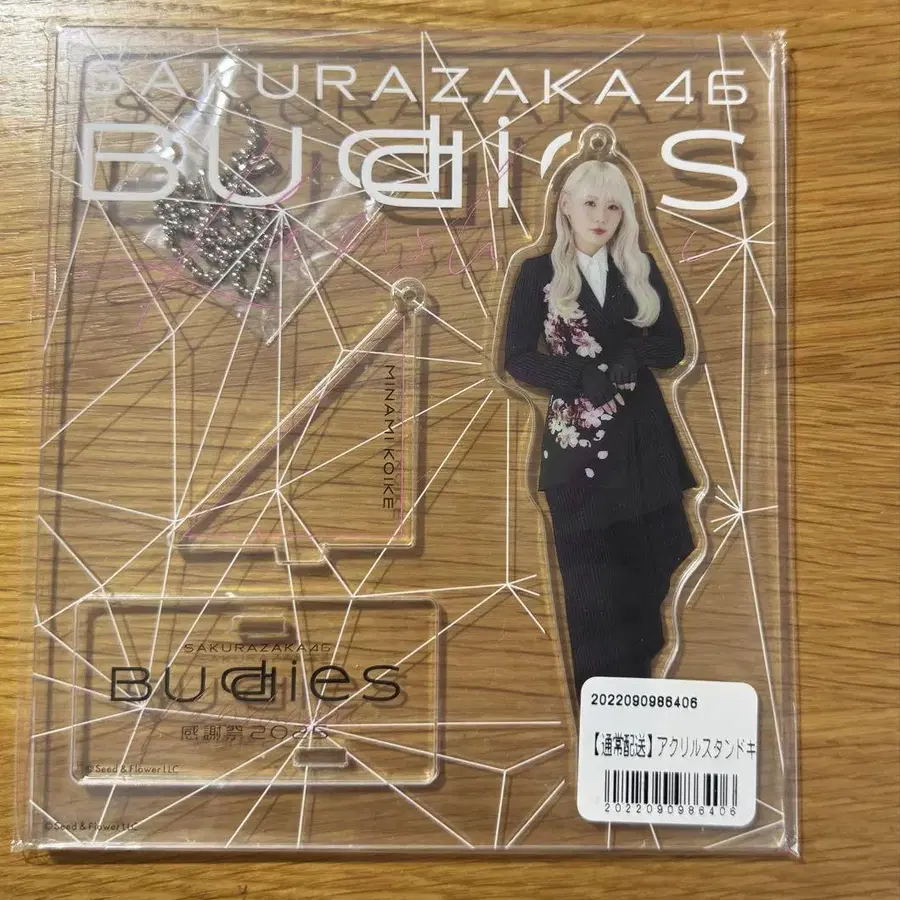 SAKURAZAKA46
BUddies
MINAMI KOIKE
SAKURAZAKA46
BUddies
感謝祭2025
©Seed & Flower LLC
©Seed & Flower LLC
2022090986406
【通常配送】アクリルスタンドキ
2022090986406